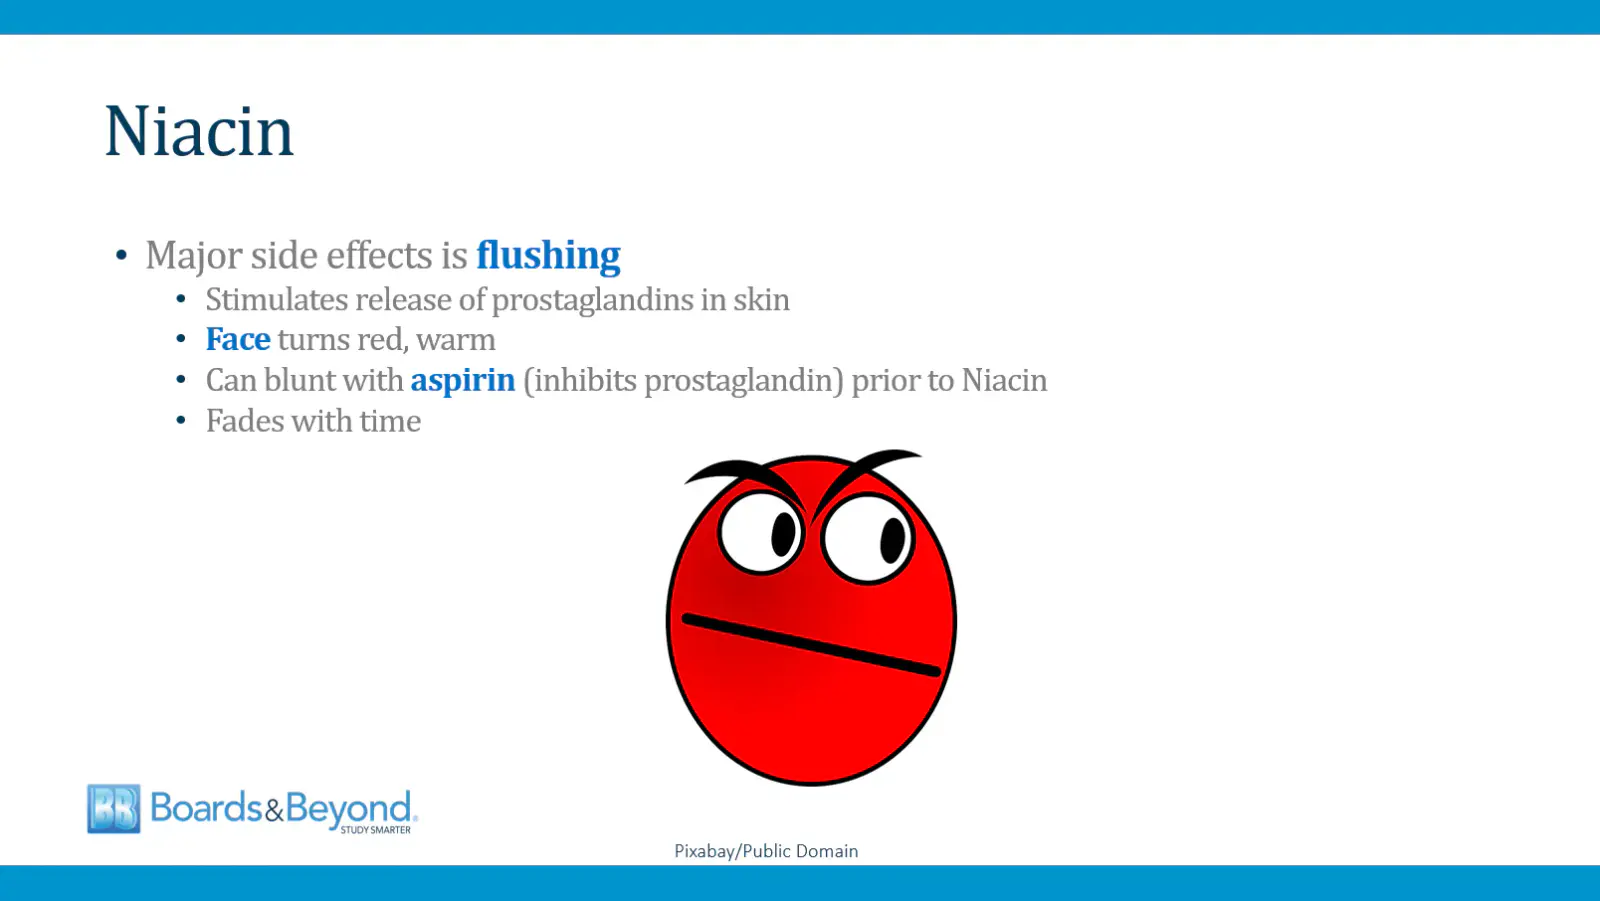 Niacin
• Major side effects is flushing
• Stimulates release of prostaglandins in skin
• Face turns red, warm
• Can blunt with aspirin (inhibits prostaglandin) prior to Niacin
• Fades with time
BB Boards&Beyond®
STUDY SMARTER
Pixabay/Public Domain